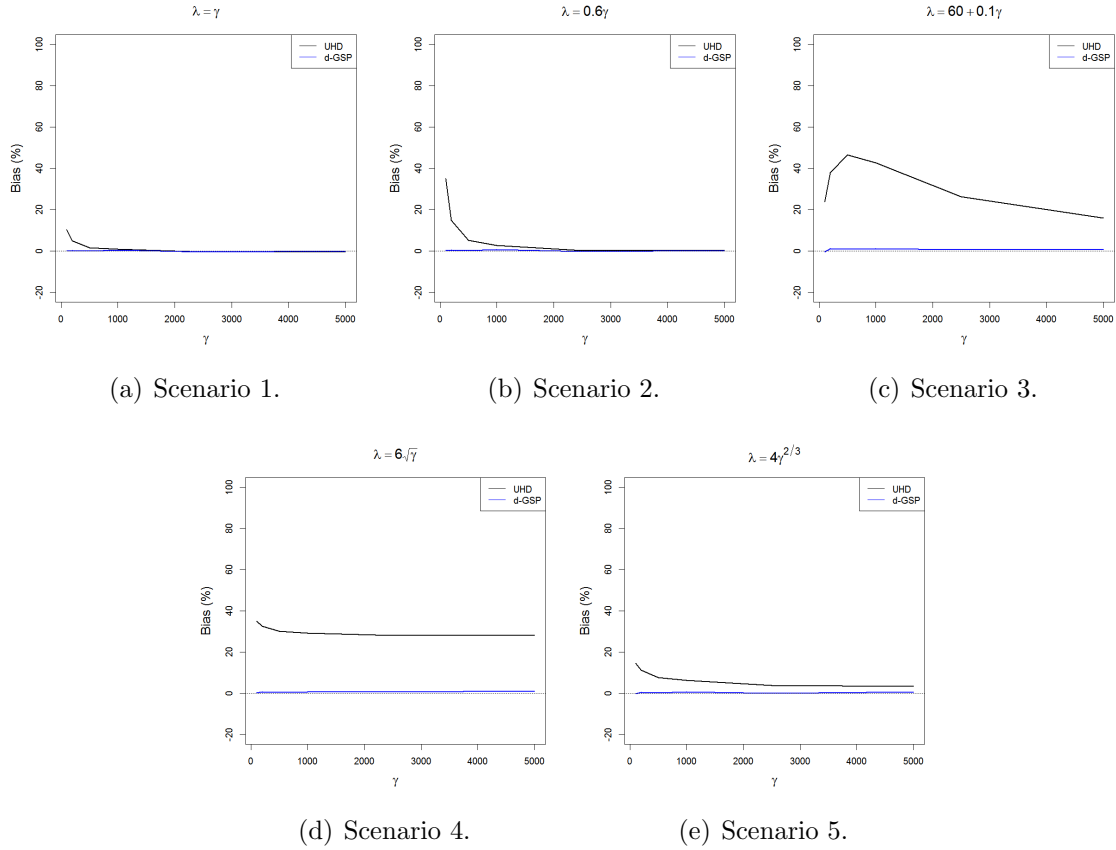 λ = γ
UHD
d-GSP
Bias (%)
100
80
60
40
20
0
-20
0 1000 2000 3000 4000 5000
γ
(a) Scenario 1.
λ = 0.6γ
UHD
d-GSP
Bias (%)
100
80
60
40
20
0
-20
0 1000 2000 3000 4000 5000
γ
(b) Scenario 2.
λ = 60 + 0.1γ
UHD
d-GSP
Bias (%)
100
80
60
40
20
0
-20
0 1000 2000 3000 4000 5000
γ
(c) Scenario 3.
λ = 6√γ
UHD
d-GSP
Bias (%)
100
80
60
40
20
0
-20
0 1000 2000 3000 4000 5000
γ
(d) Scenario 4.
λ = 4γ^{2/3}
UHD
d-GSP
Bias (%)
100
80
60
40
20
0
-20
0 1000 2000 3000 4000 5000
γ
(e) Scenario 5.